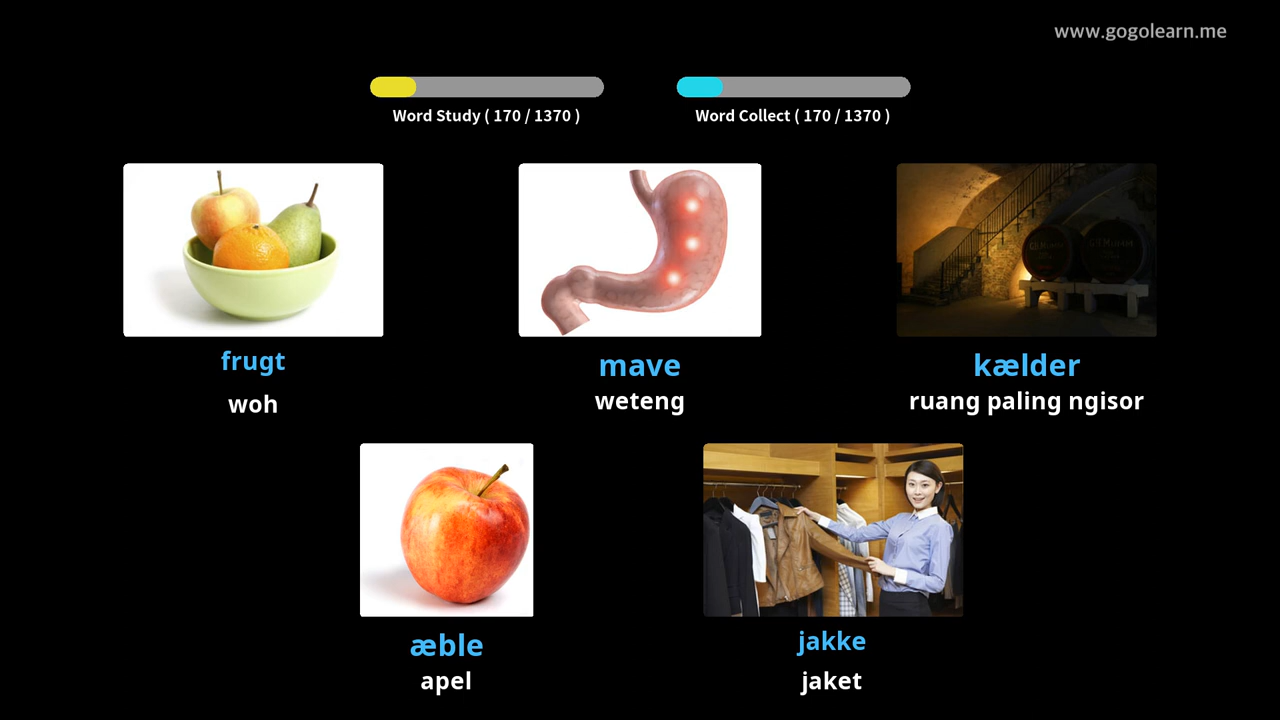 www.gogolearn.me
Word Study ( 170 / 1370 )
Word Collect ( 170 / 1370 )
frugt
woh
mave
weteng
kælder
ruang paling ngisor
æble
apel
jakke
jaket